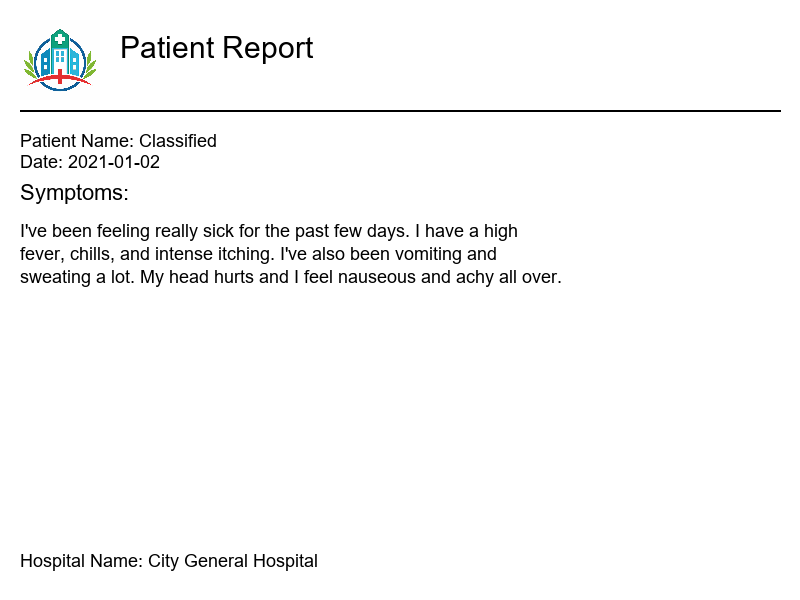 Patient Report
Patient Name: Classified
Date: 2021-01-02
Symptoms:
I've been feeling really sick for the past few days. I have a high
fever, chills, and intense itching. I've also been vomiting and
sweating a lot. My head hurts and I feel nauseous and achy all over.
Hospital Name: City General Hospital